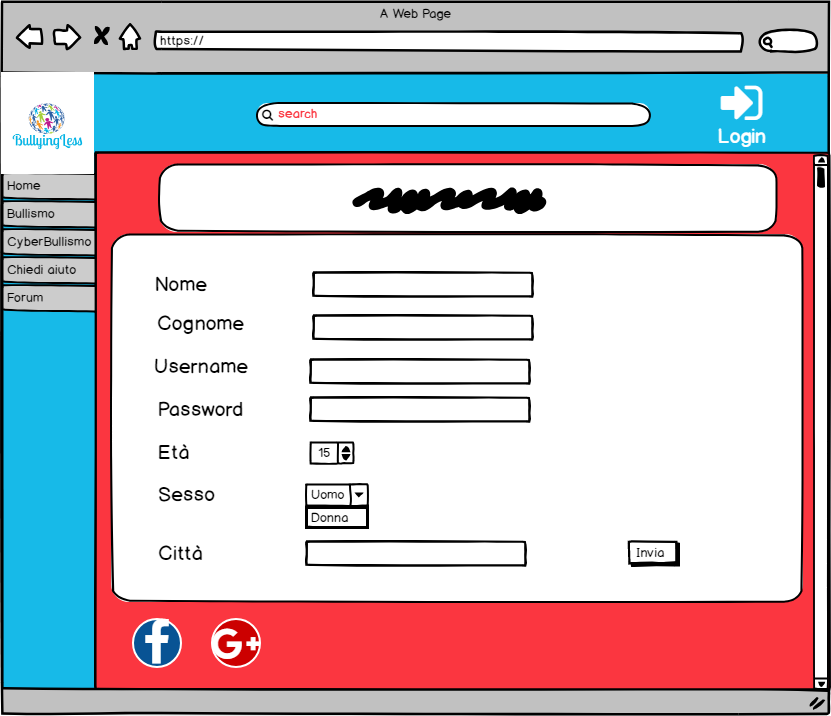 A Web Page
https://
search
Login
BullyingLess
Home
Bullismo
CyberBullismo
Chiedi aiuto
Forum
Nome
Cognome
Username
Password
Età
15
Sesso
Uomo
Donna
Città
Invia
f
G+